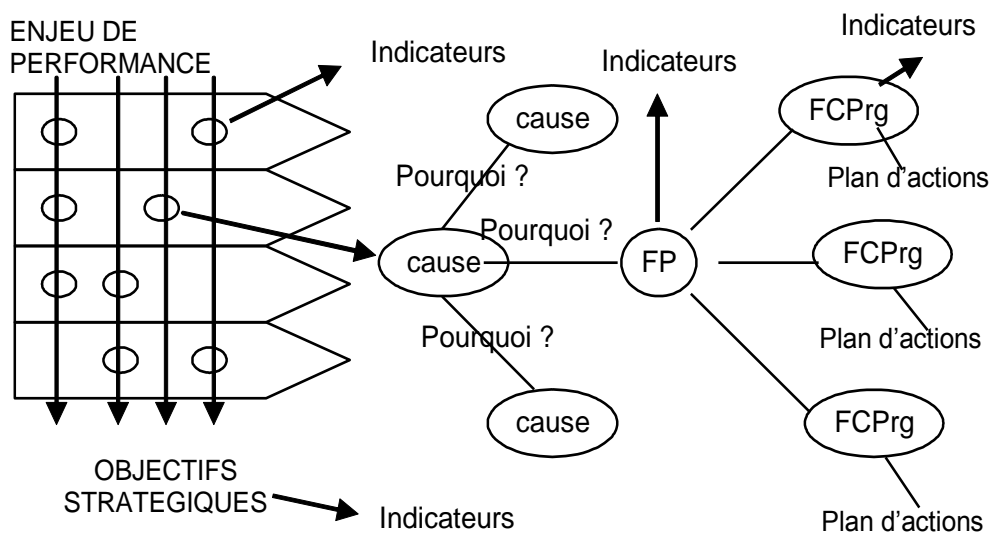 ENJEU DE
PERFORMANCE
Indicateurs
Indicateurs
Indicateurs
cause
FCPrg
Pourquoi ?
Plan d'actions
Pourquoi ?
cause
FP
FCPrg
Pourquoi ?
Plan d'actions
cause
FCPrg
OBJECTIFS
STRATEGIQUES
Indicateurs
Plan d'actions